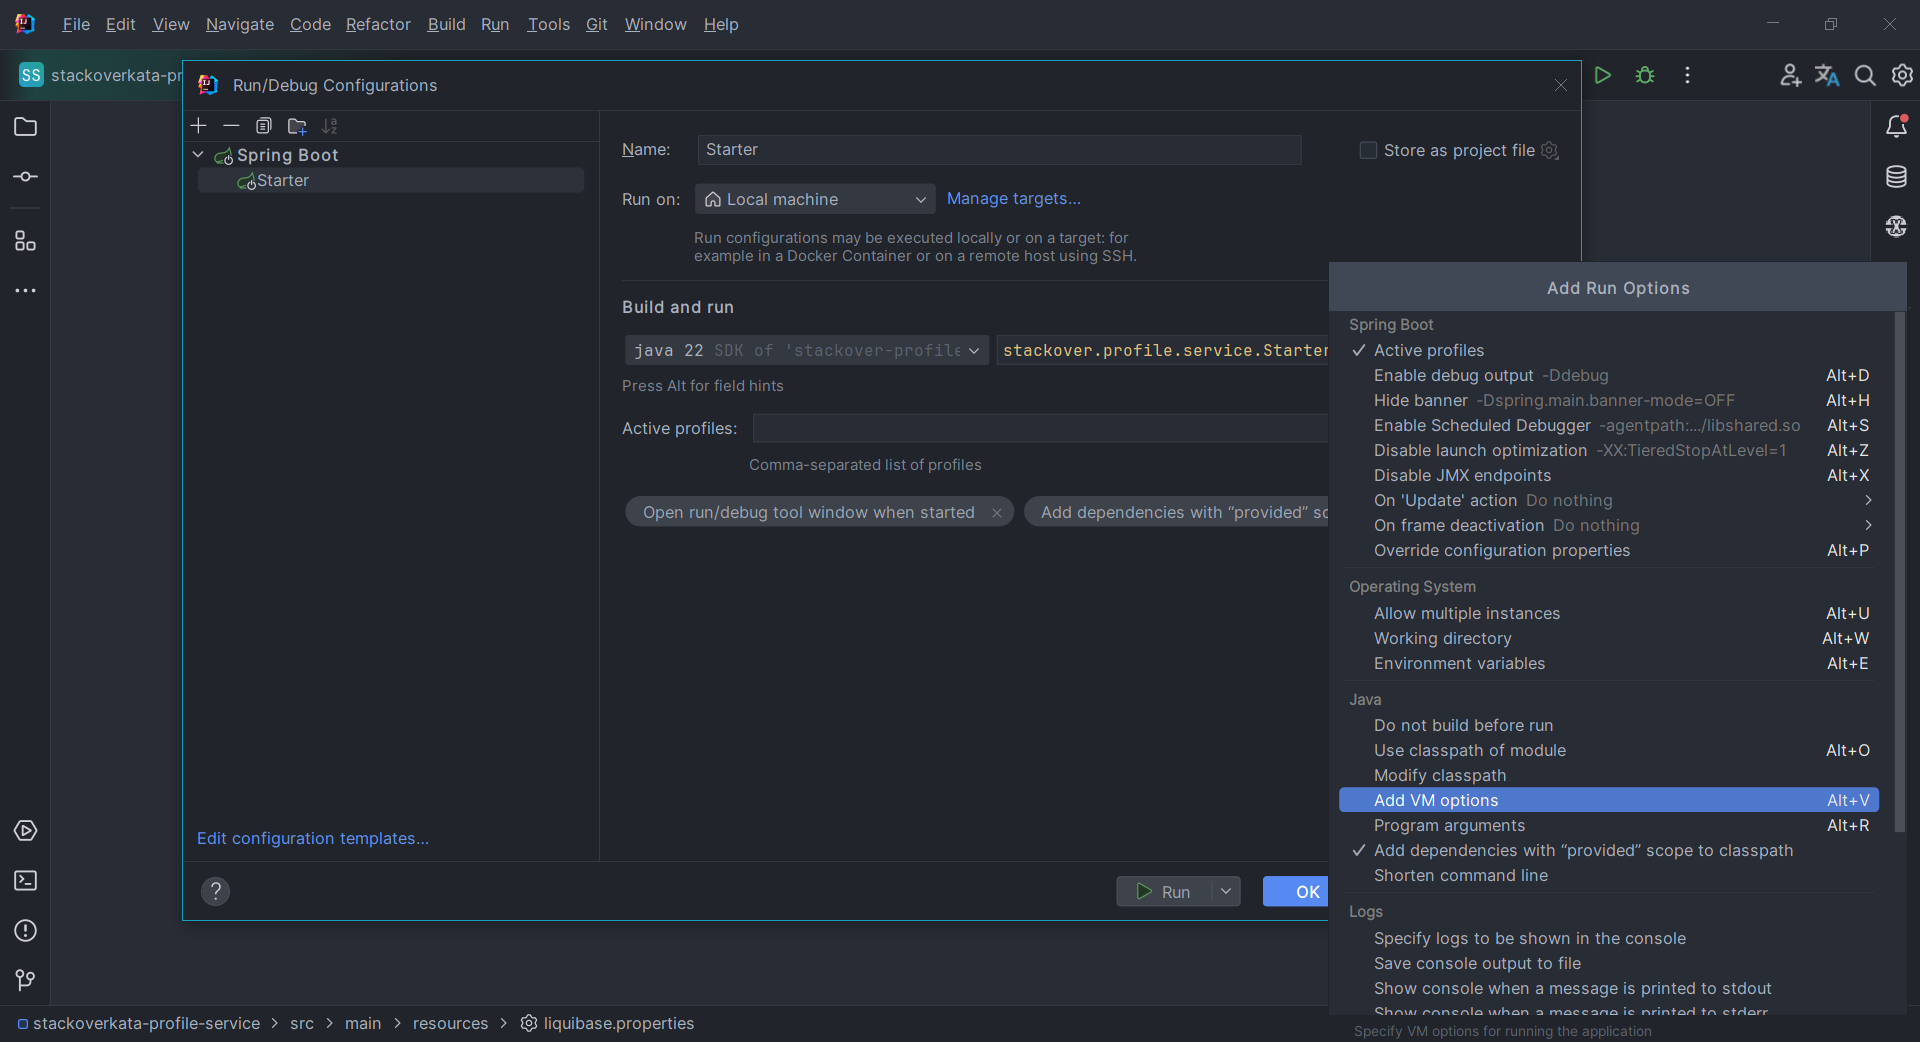 File Edit View Navigate Code Refactor Build Run Tools Git Window Help
SS stackoverkata-pr
Run/Debug Configurations
Spring Boot
Starter
Edit configuration templates...
?
Name: Starter
Store as project file
Run on: Local machine Manage targets...
Run configurations may be executed locally or on a target: for
example in a Docker Container or on a remote host using SSH.
Build and run
java 22 SDK of 'stackover-profile stackover.profile.service.Starter
Press Alt for field hints
Active profiles:
Comma-separated list of profiles
Open run/debug tool window when started Add dependencies with “provided” sc
Run OK
Add Run Options
Spring Boot
Active profiles
Enable debug output -Ddebug Alt+D
Hide banner -Dspring.main.banner-mode=OFF Alt+H
Enable Scheduled Debugger -agentpath:.../libshared.so Alt+S
Disable launch optimization -XX:TieredStopAtLevel=1 Alt+Z
Disable JMX endpoints Alt+X
On 'Update' action Do nothing
On frame deactivation Do nothing
Override configuration properties Alt+P
Operating System
Allow multiple instances Alt+U
Working directory Alt+W
Environment variables Alt+E
Java
Do not build before run
Use classpath of module Alt+O
Modify classpath
Add VM options Alt+V
Program arguments Alt+R
Add dependencies with “provided” scope to classpath
Shorten command line
Logs
Specify logs to be shown in the console
Save console output to file
Show console when a message is printed to stdout
Show console when a message is printed to stderr
Specify VM options for running the application
stackoverkata-profile-service > src > main > resources > liquibase.properties